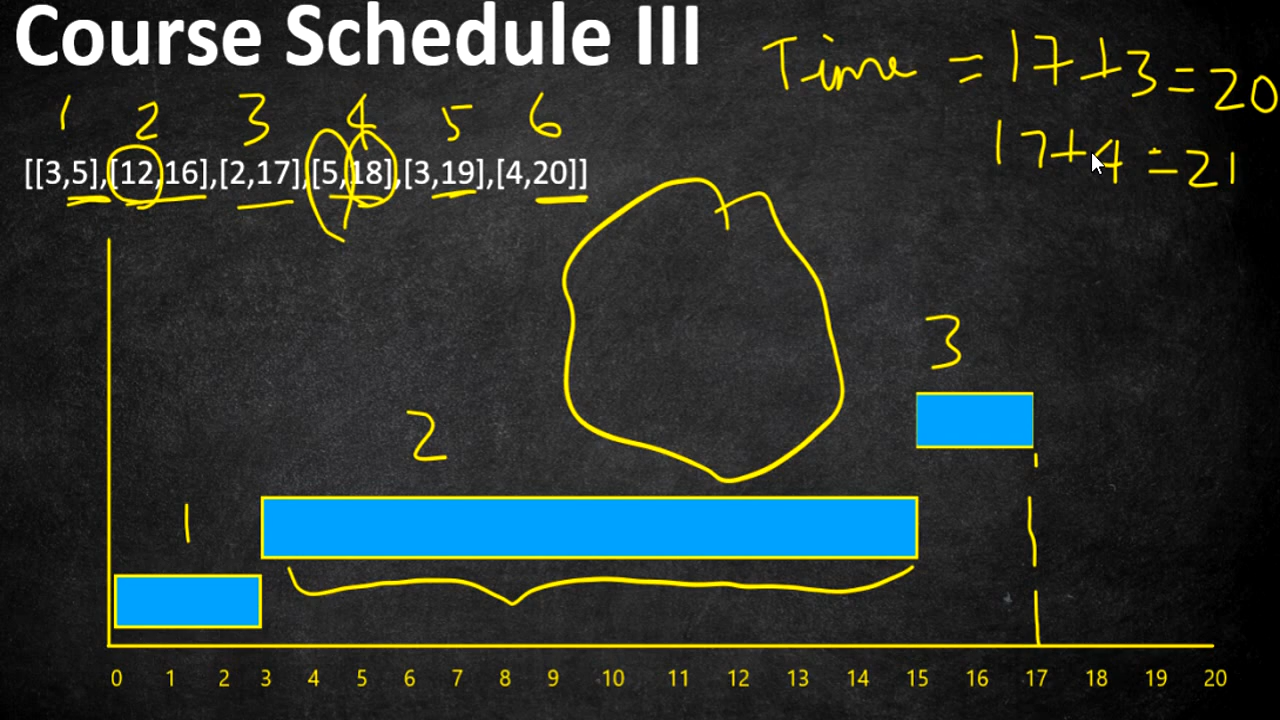 Course Schedule III
Time = 17+3=20
17+4=21
1 2 3 4 5 6
[[3,5],[12,16],[2,17],[5,18],[3,19],[4,20]]
3
2
1
0 1 2 3 4 5 6 7 8 9 10 11 12 13 14 15 16 17 18 19 20